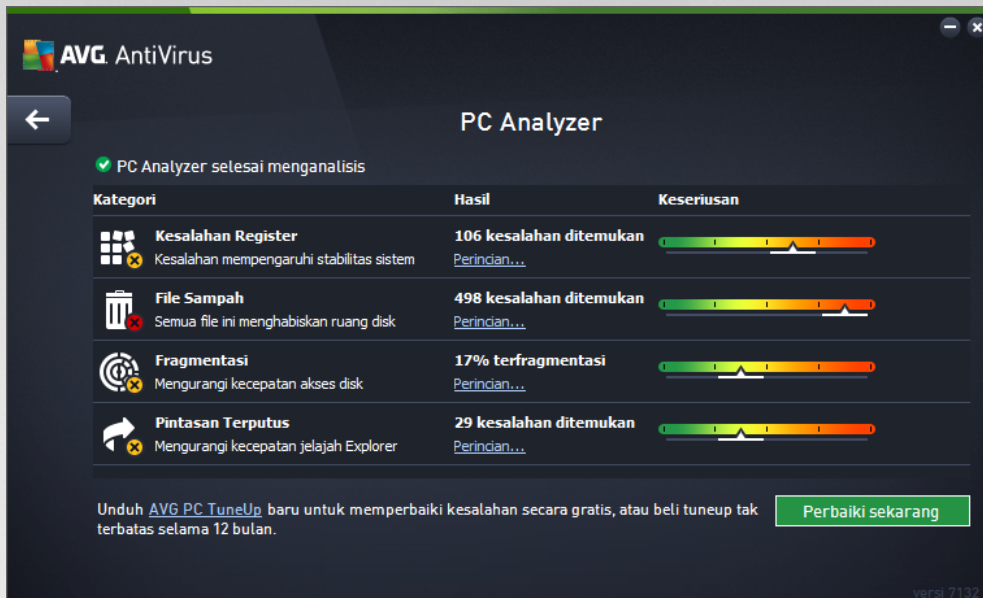 AVG. AntiVirus
PC Analyzer
PC Analyzer selesai menganalisis
Kategori Hasil Keseriusan
Kesalahan Register 106 kesalahan ditemukan
Kesalahan mempengaruhi stabilitas sistem Perincian...
File Sampah 498 kesalahan ditemukan
Semua file ini menghabiskan ruang disk Perincian...
Fragmentasi 17% terfragmentasi
Mengurangi kecepatan akses disk Perincian...
Pintasan Terputus 29 kesalahan ditemukan
Mengurangi kecepatan jelajah Explorer Perincian...
Unduh AVG PC TuneUp baru untuk memperbaiki kesalahan secara gratis, atau beli tuneup tak
terbatas selama 12 bulan.
Perbaiki sekarang
versi 7132